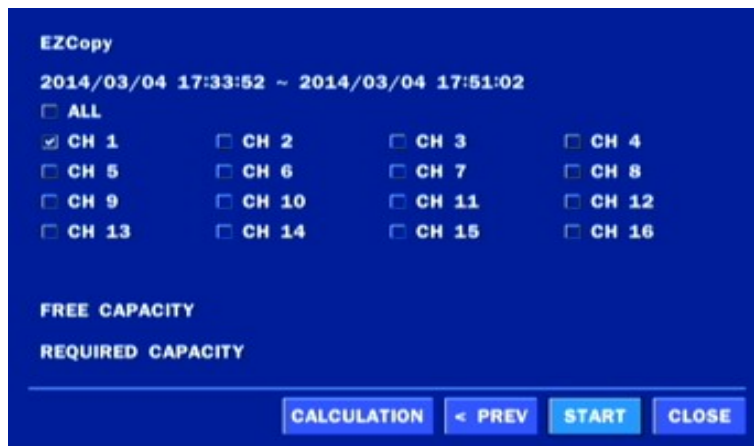 EZCopy
2014/03/04 17:33:52 ~ 2014/03/04 17:51:02
ALL
CH 1 CH 2 CH 3 CH 4
CH 5 CH 6 CH 7 CH 8
CH 9 CH 10 CH 11 CH 12
CH 13 CH 14 CH 15 CH 16
FREE CAPACITY
REQUIRED CAPACITY
CALCULATION < PREV START CLOSE